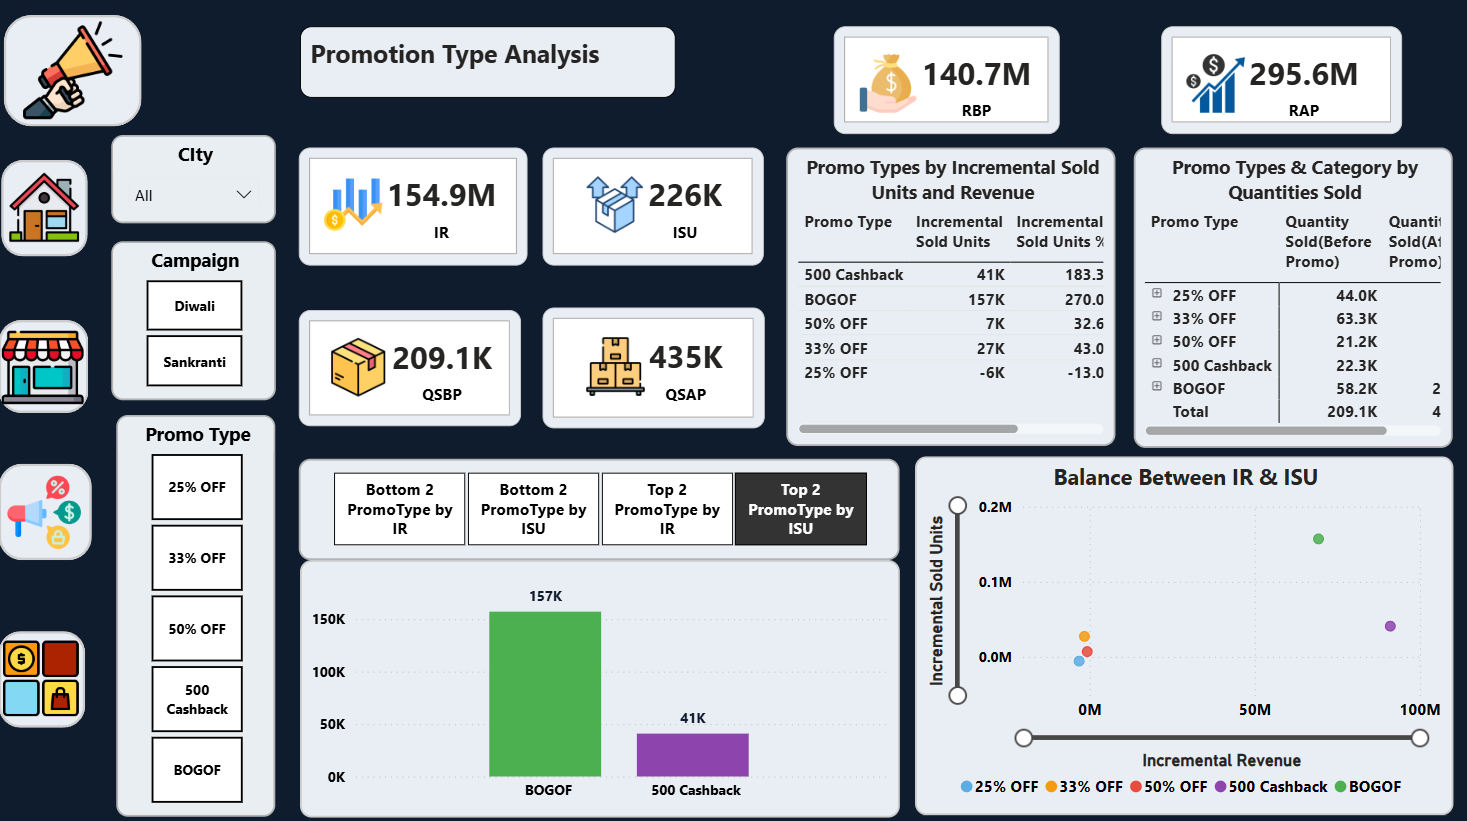 Promotion Type Analysis
140.7M
RBP
295.6M
RAP
CIty
All
Campaign
Diwali
Sankranti
Promo Type
25% OFF
33% OFF
50% OFF
500
Cashback
BOGOF
154.9M
IR
226K
ISU
209.1K
QSBP
435K
QSAP
Promo Types by Incremental Sold
Units and Revenue
Promo Type Incremental Incremental
Sold Units Sold Units %
500 Cashback 41K 183.3
BOGOF 157K 270.0
50% OFF 7K 32.6
33% OFF 27K 43.0
25% OFF -6K -13.0
Promo Types & Category by
Quantities Sold
Promo Type Quantity Quantit
Sold(Before Sold(Af
Promo) Promo)
25% OFF 44.0K
33% OFF 63.3K
50% OFF 21.2K
500 Cashback 22.3K
BOGOF 58.2K 2
Total 209.1K 4
Bottom 2
PromoType by
IR
Bottom 2
PromoType by
ISU
Top 2
PromoType by
IR
Top 2
PromoType by
ISU
157K
41K
150K
100K
50K
0K
BOGOF 500 Cashback
Balance Between IR & ISU
Incremental Sold Units
0.2M
0.1M
0.0M
0M 50M 100M
Incremental Revenue
25% OFF 33% OFF 50% OFF 500 Cashback BOGOF